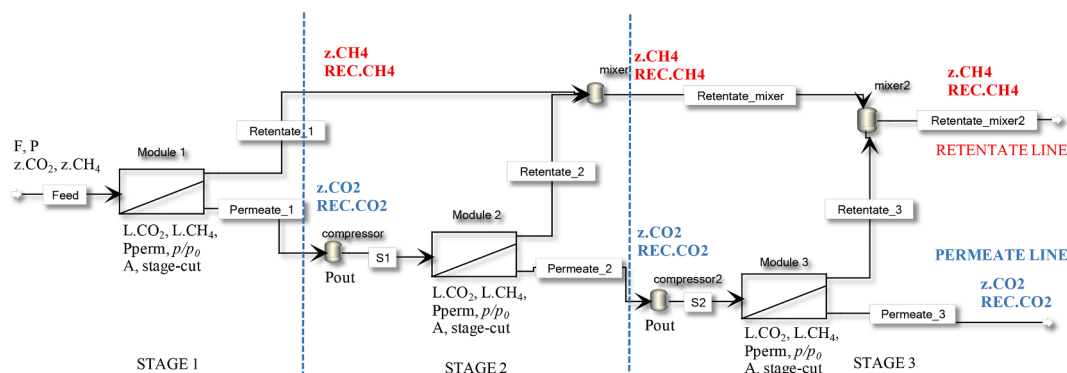 z.CH4
REC.CH4
mixer
z.CH4
REC.CH4
z.CH4
REC.CH4
mixer2
Retentate_mixer
Retentate_mixer2
Retentate_1
RETENTATE LINE
F, P
z.CO₂, z.CH₄
Module 1
Feed
Retentate_2
z.CO2
REC.CO2
Permeate_1
Module 2
Retentate_3
z.CO2
REC.CO2
L.CO₂, L.CH₄,
Pperm, p/p₀
A, stage-cut
compressor
S1
Pout
Permeate_2
Module 3
PERMEATE LINE
z.CO2
REC.CO2
compressor2
S2
Pout
Permeate_3
L.CO₂, L.CH₄,
Pperm, p/p₀
A, stage-cut
L.CO₂, L.CH₄,
Pperm, p/p₀
A, stage-cut
STAGE 1
STAGE 2
STAGE 3